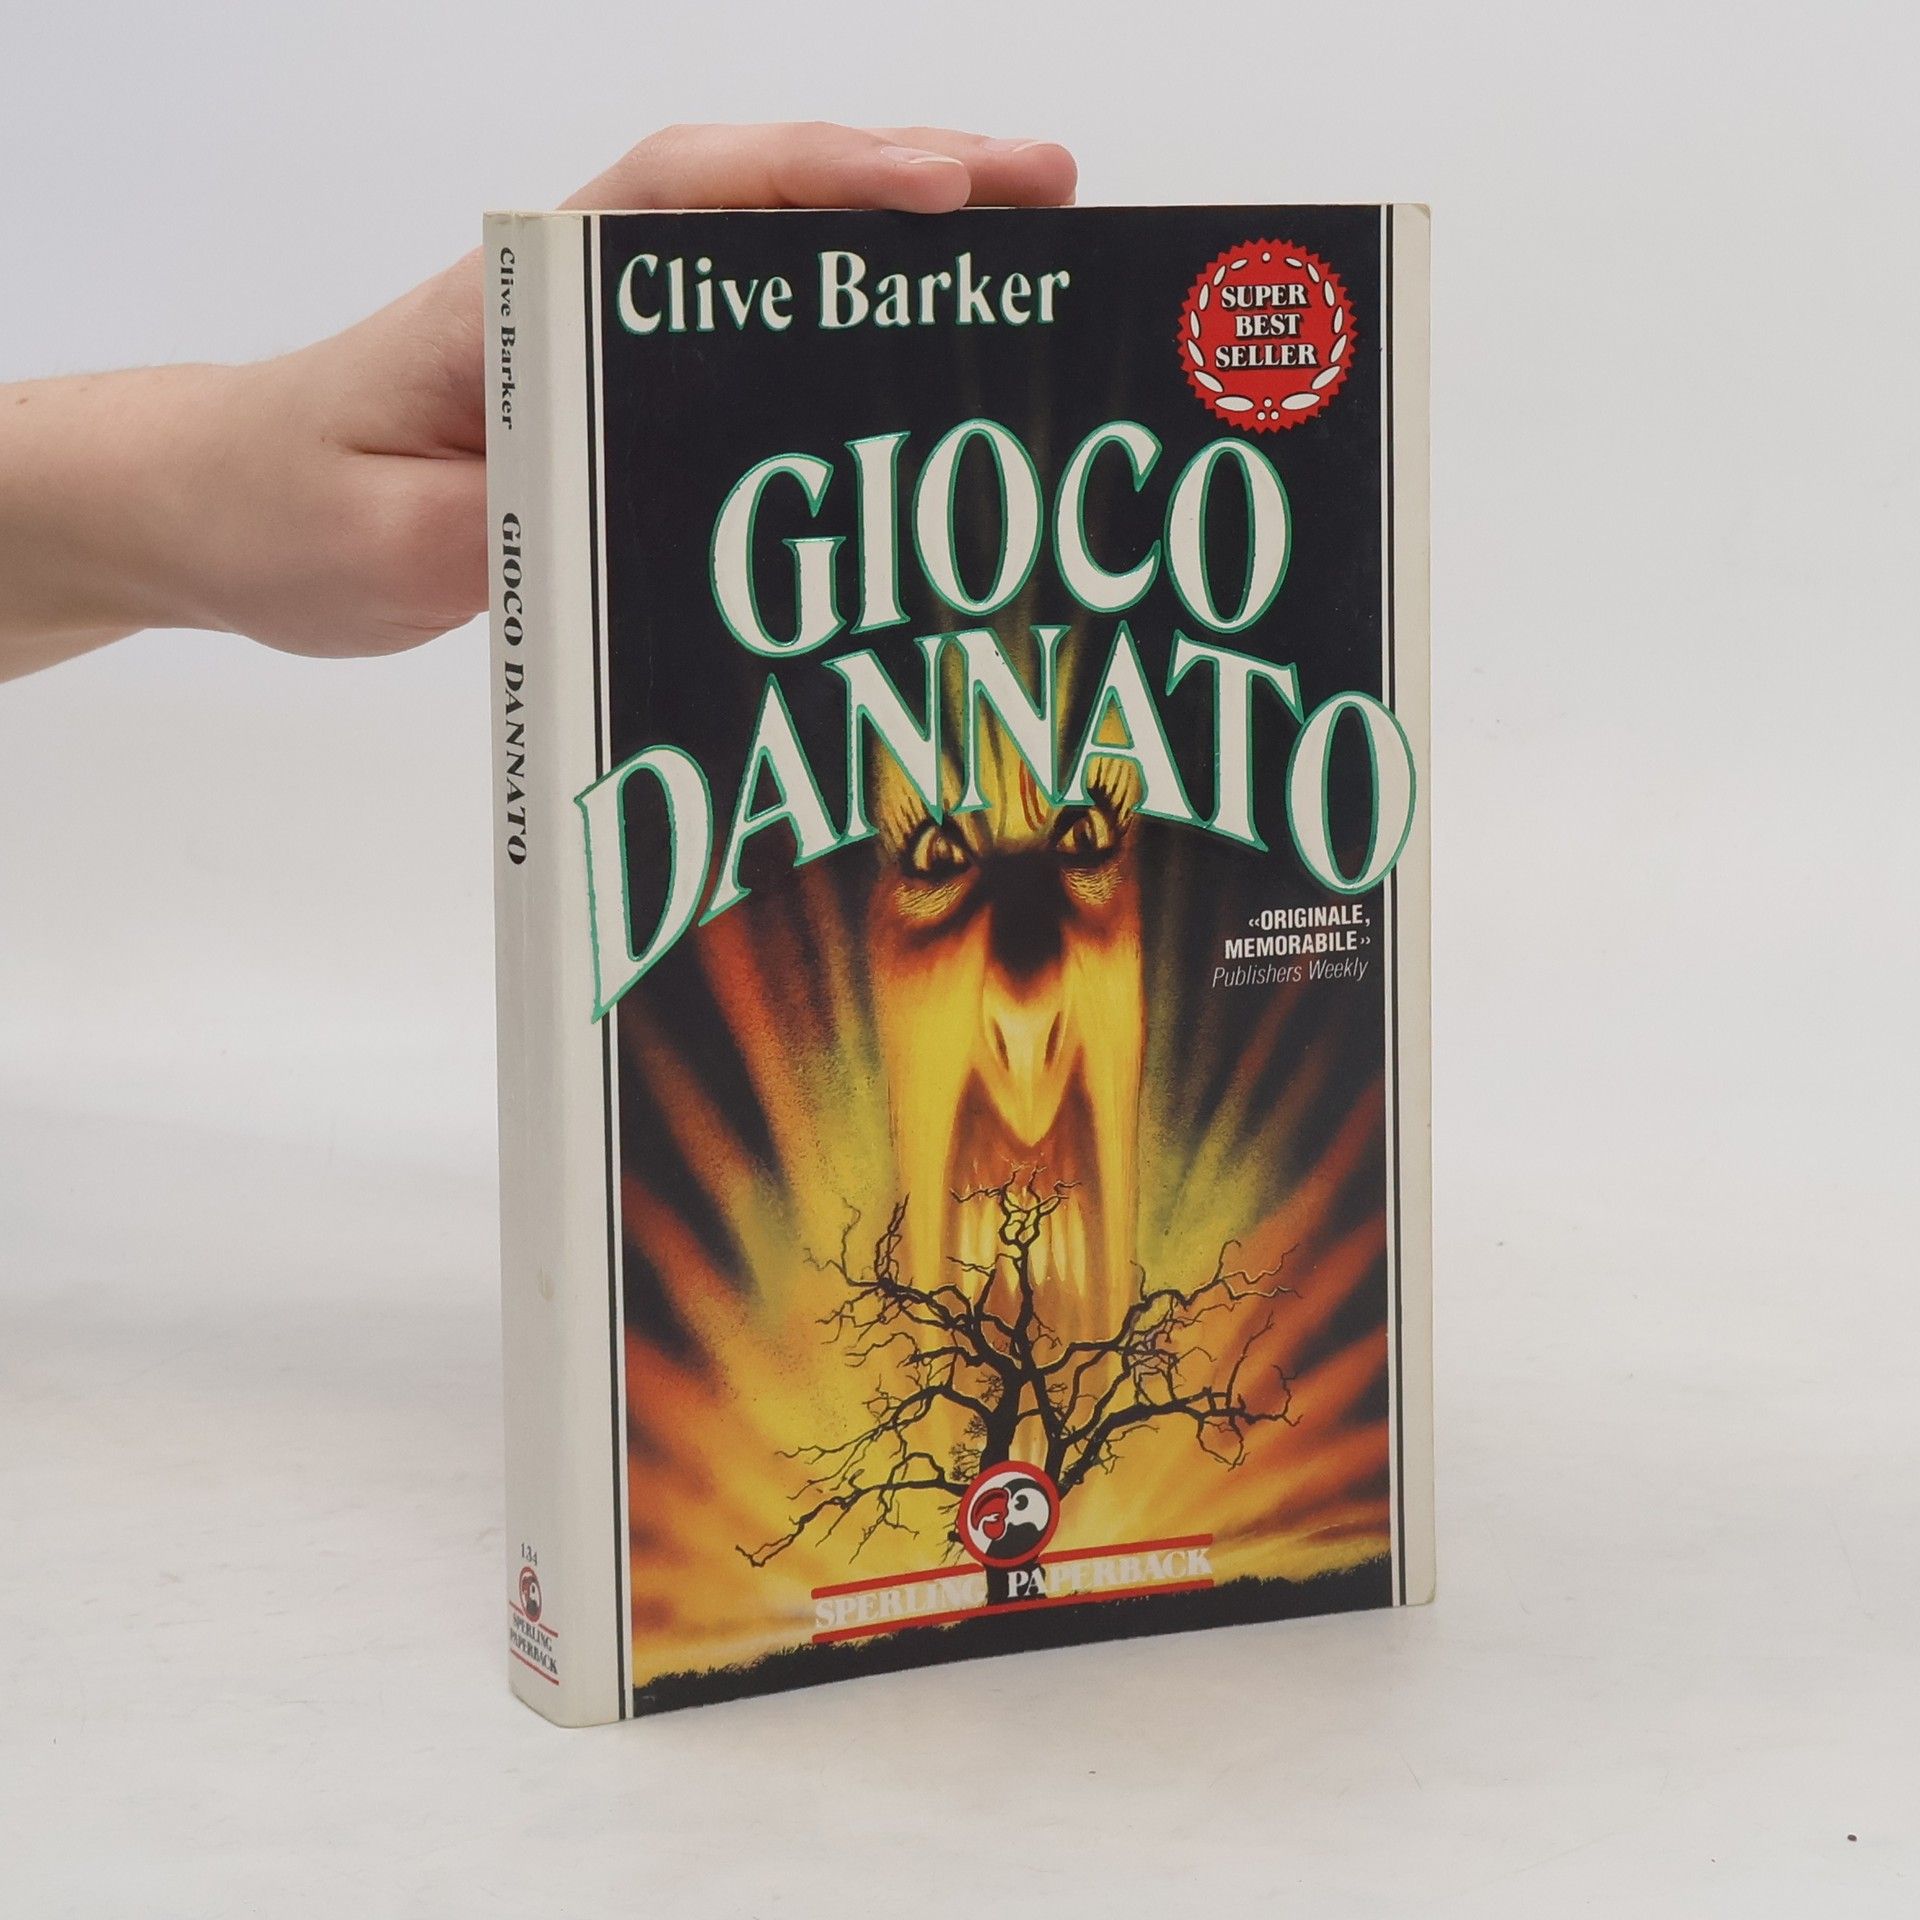 Clive Barker
SUPER
BEST
SELLER
GIOCO
DANNATO
«ORIGINALE,
MEMORABILE»
Publishers Weekly
SPERLING PAPERBACK
Clive Barker GIOCO DANNATO
134
SPERLING
PAPERBACK